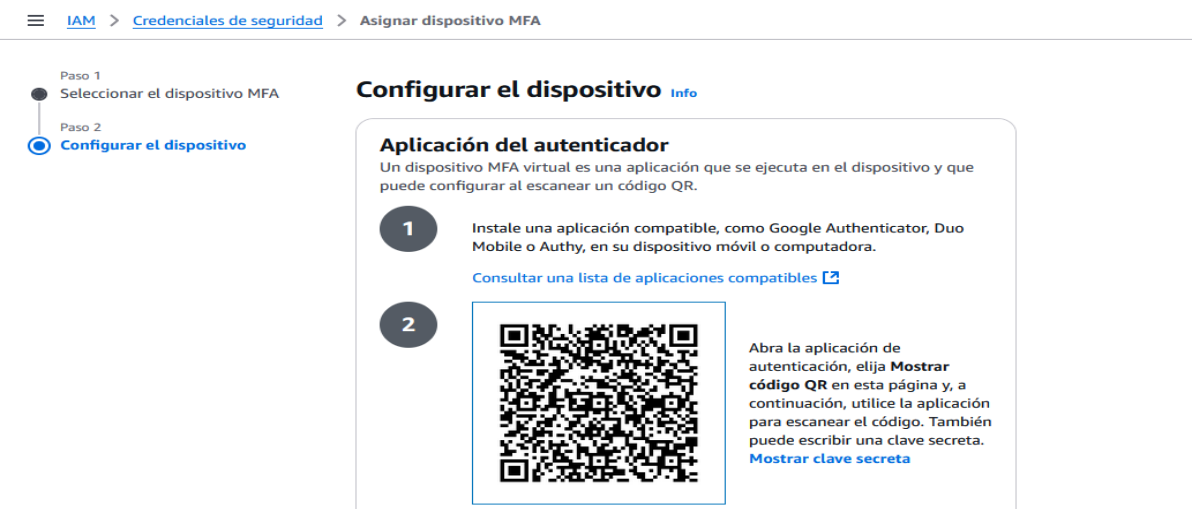 IAM > Credenciales de seguridad > Asignar dispositivo MFA
Paso 1
Seleccionar el dispositivo MFA
Paso 2
Configurar el dispositivo
Configurar el dispositivo Info
Aplicación del autenticador
Un dispositivo MFA virtual es una aplicación que se ejecuta en el dispositivo y que
puede configurar al escanear un código QR.
1
Instale una aplicación compatible, como Google Authenticator, Duo
Mobile o Authy, en su dispositivo móvil o computadora.
Consultar una lista de aplicaciones compatibles
2
Abra la aplicación de
autenticación, elija Mostrar
código QR en esta página y, a
continuación, utilice la aplicación
para escanear el código. También
puede escribir una clave secreta.
Mostrar clave secreta